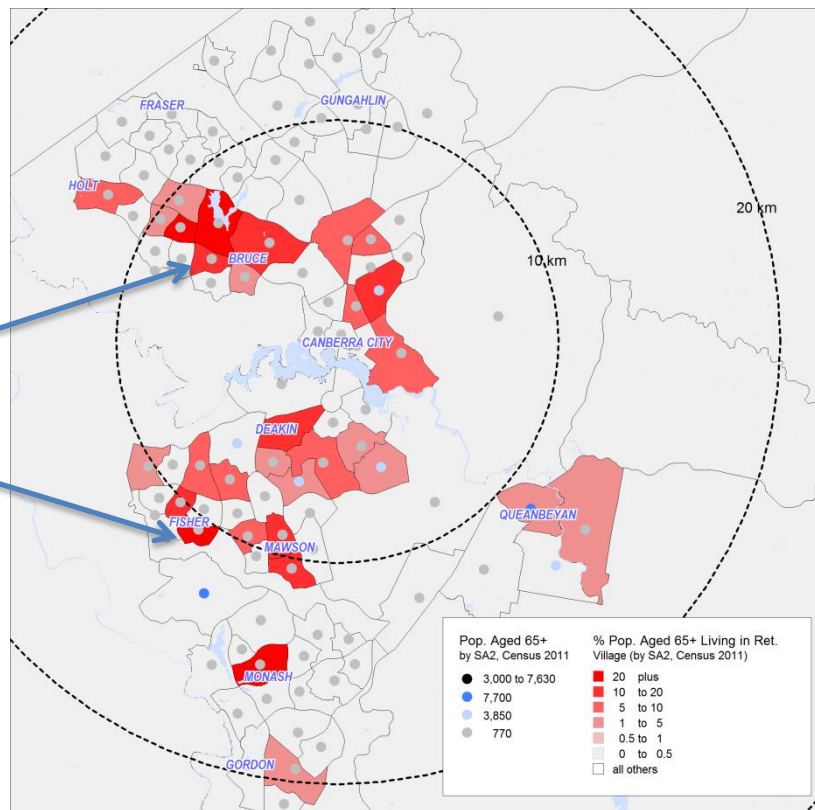 FRASER
GUNGAHLIN
HOLT
20 km
BRUCE
10 km
CANBERRA CITY
DEAKIN
QUEANBEYAN
FISHER
MAWSON
MONASH
GORDON
Pop. Aged 65+
by SA2, Census 2011
3,000 to 7,630
7,700
3,850
770
% Pop. Aged 65+ Living in Ret.
Village (by SA2, Census 2011)
20 plus
10 to 20
5 to 10
1 to 5
0.5 to 1
0 to 0.5
all others